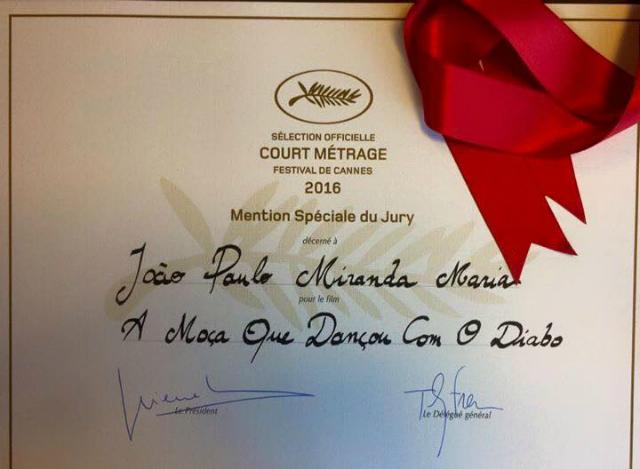 SÉLECTION OFFICIELLE
COURT MÉTRAGE
FESTIVAL DE CANNES
2016
Mention Spéciale du Jury
décerné à
João Paulo Miranda Maria
pour le film
A Moça Que Dançou Com O Diabo
Le Président
Le Délégué général